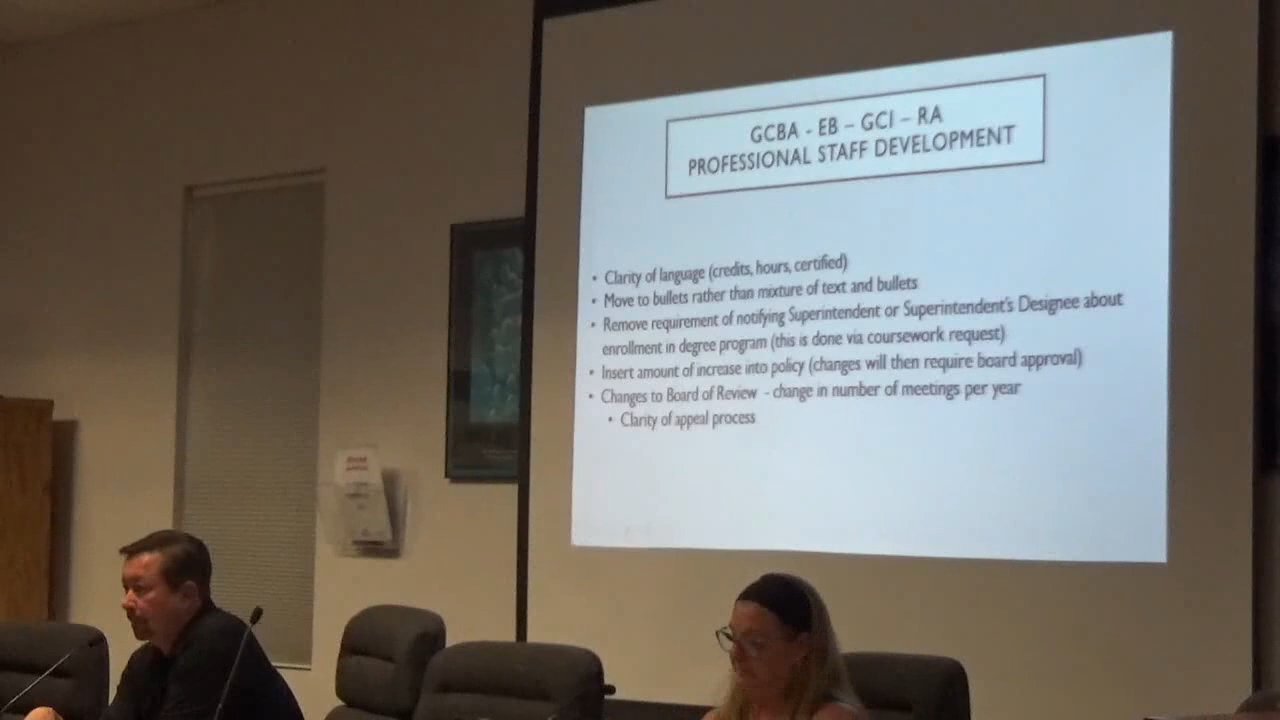 GCBA - EB – GCI – RA
PROFESSIONAL STAFF DEVELOPMENT
• Clarity of language (credits, hours, certified)
• Move to bullets rather than mixture of text and bullets
• Remove requirement of notifying Superintendent or Superintendent's Designee about
enrollment in degree program (this is done via coursework request)
• Insert amount of increase into policy (changes will then require board approval)
• Changes to Board of Review - change in number of meetings per year
• Clarity of appeal process